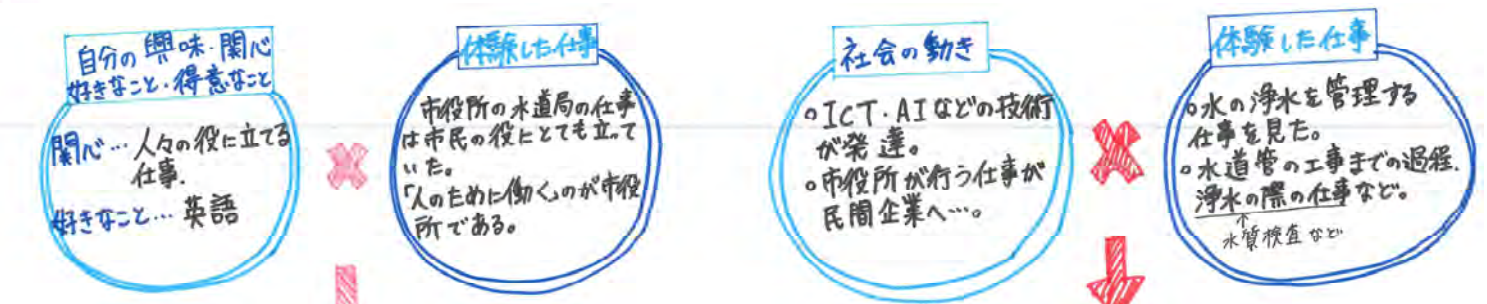 自分の興味・関心
好きなこと・得意なこと
関心…人々の役に立てる
仕事.
好きなこと…英語
体験した仕事
市役所の水道局の仕事
は市民の役にとても立って
いた。
「人のために働く」のが市役
所である。
社会の動き
○ICT・AIなどの技術
が発達。
○市役所が行う仕事が
民間企業へ…。
体験した仕事
○水の浄水を管理する
仕事を見た。
○水道管の工事までの過程.
浄水の際の仕事など。
↑
水質検査など